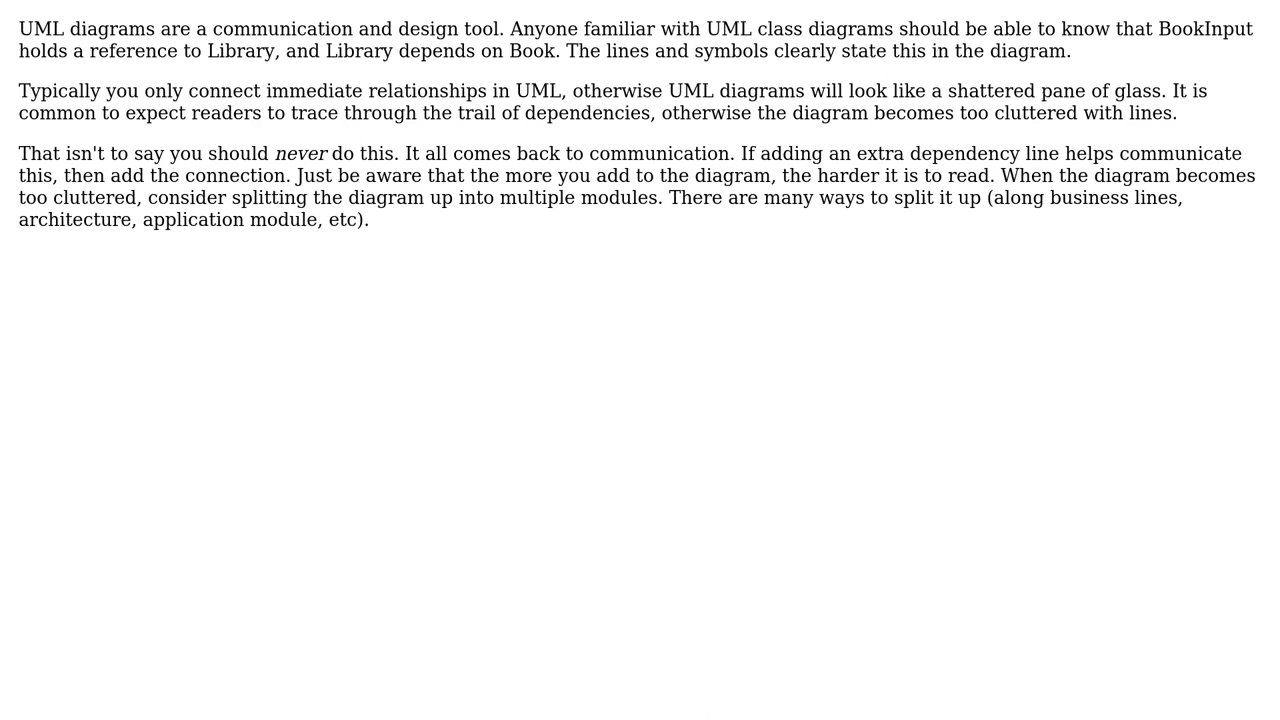 UML diagrams are a communication and design tool. Anyone familiar with UML class diagrams should be able to know that BookInput
holds a reference to Library, and Library depends on Book. The lines and symbols clearly state this in the diagram.
Typically you only connect immediate relationships in UML, otherwise UML diagrams will look like a shattered pane of glass. It is
common to expect readers to trace through the trail of dependencies, otherwise the diagram becomes too cluttered with lines.
That isn't to say you should never do this. It all comes back to communication. If adding an extra dependency line helps communicate
this, then add the connection. Just be aware that the more you add to the diagram, the harder it is to read. When the diagram becomes
too cluttered, consider splitting the diagram up into multiple modules. There are many ways to split it up (along business lines,
architecture, application module, etc).